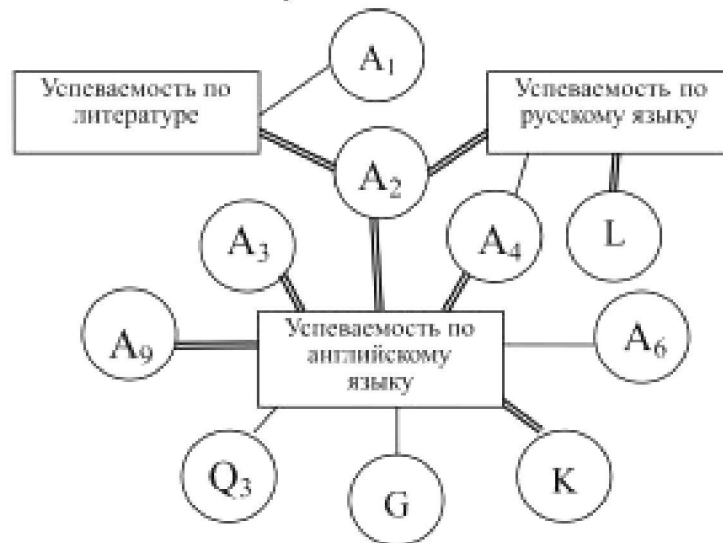 A₁
Успеваемость по
литературе
Успеваемость по
русскому языку
A₂
A₃
A₄
L
A₉
Успеваемость по
английскому
языку
A₆
Q₃
G
K